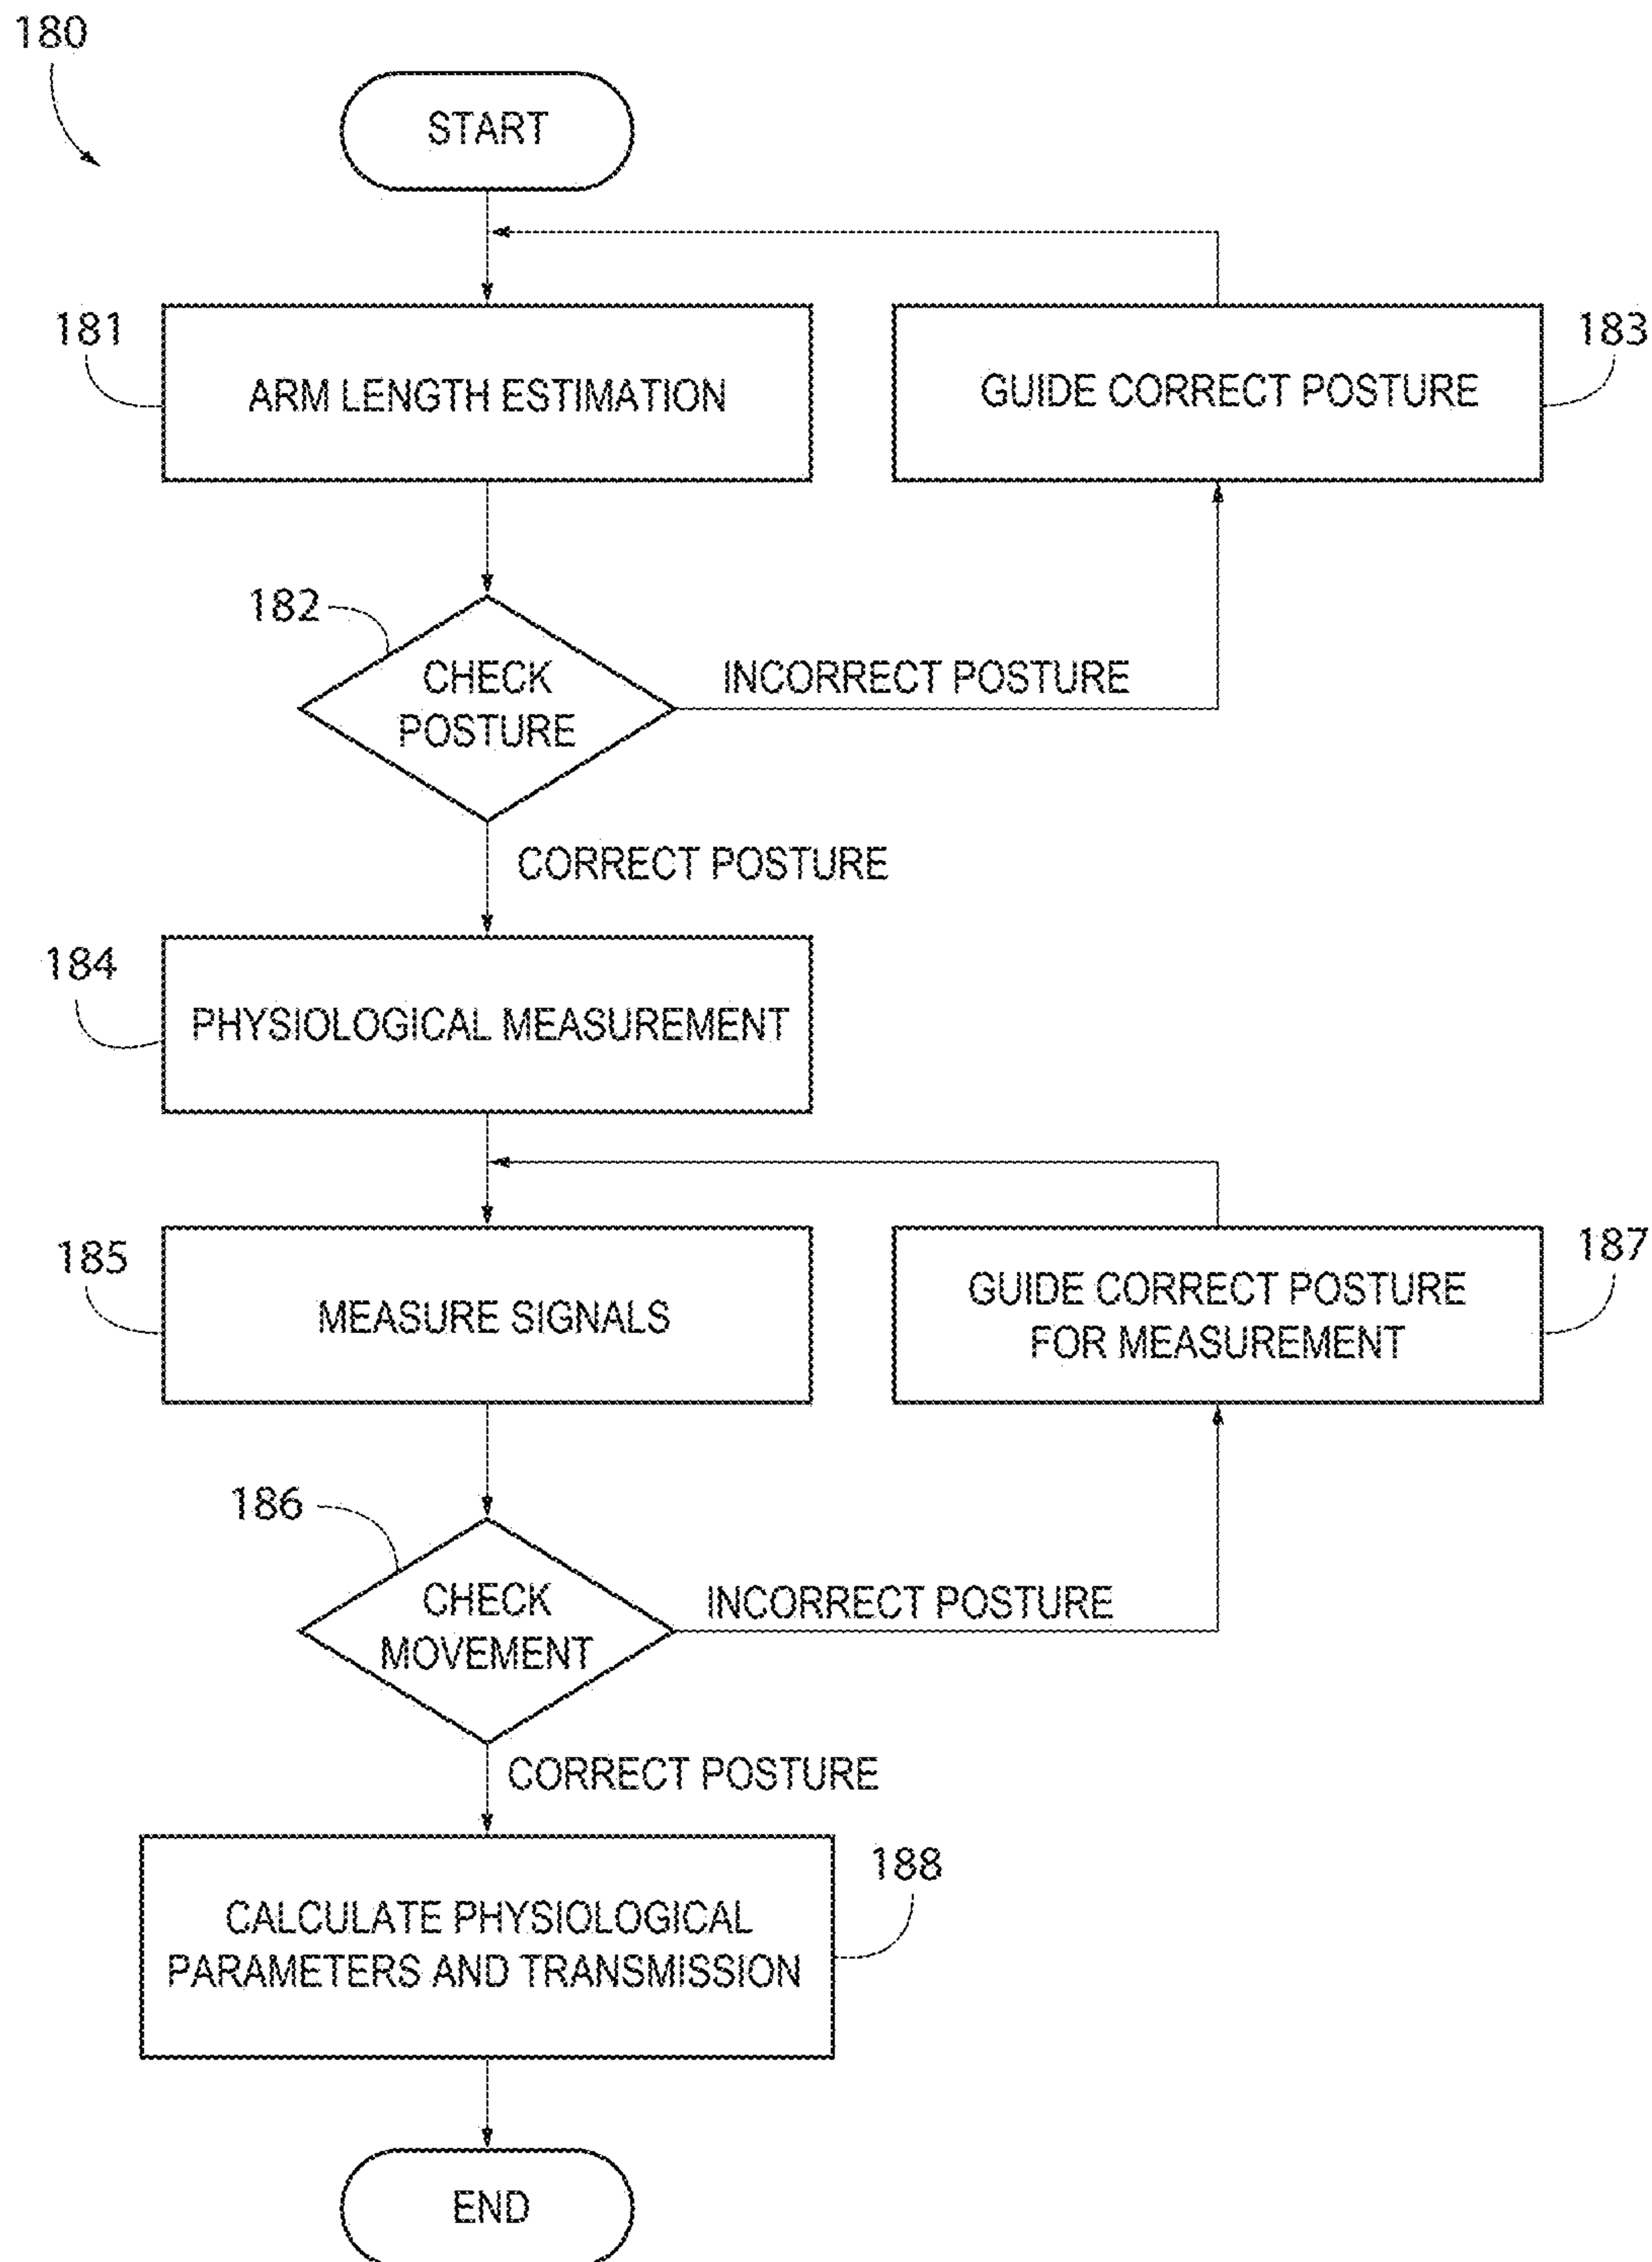 180
START
181
ARM LENGTH ESTIMATION
GUIDE CORRECT POSTURE
183
182
CHECK
POSTURE
INCORRECT POSTURE
CORRECT POSTURE
184
PHYSIOLOGICAL MEASUREMENT
185
MEASURE SIGNALS
GUIDE CORRECT POSTURE
FOR MEASUREMENT
187
186
CHECK
MOVEMENT
INCORRECT POSTURE
CORRECT POSTURE
CALCULATE PHYSIOLOGICAL
PARAMETERS AND TRANSMISSION
188
END